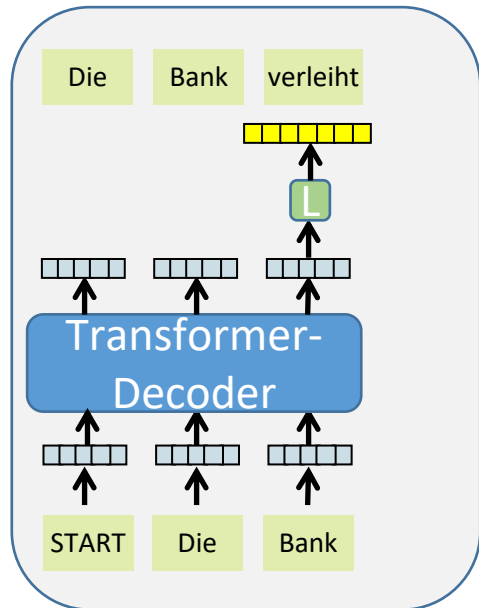 Die Bank verleiht
L
Transformer-
Decoder
START Die Bank